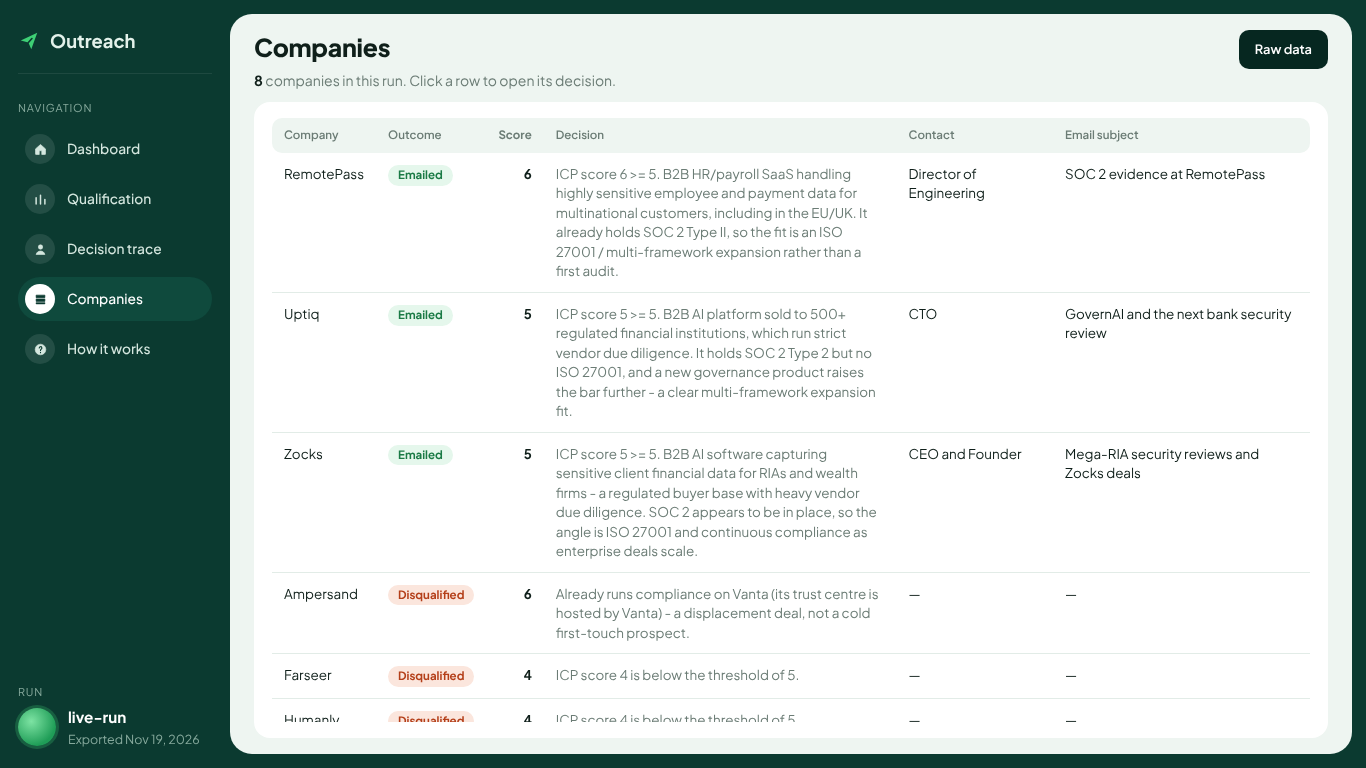 Outreach
NAVIGATION
Dashboard
Qualification
Decision trace
Companies
How it works
RUN
live-run
Exported Nov 19, 2026
Companies
8 companies in this run. Click a row to open its decision.
Raw data
Company Outcome Score Decision Contact Email subject
RemotePass Emailed 6 ICP score 6 >= 5. B2B HR/payroll SaaS handling Director of SOC 2 evidence at RemotePass
highly sensitive employee and payment data for Engineering
multinational customers, including in the EU/UK. It
already holds SOC 2 Type II, so the fit is an ISO
27001 / multi-framework expansion rather than a
first audit.
Uptiq Emailed 5 ICP score 5 >= 5. B2B AI platform sold to 500+ CTO GovernAI and the next bank security
regulated financial institutions, which run strict review
vendor due diligence. It holds SOC 2 Type 2 but no
ISO 27001, and a new governance product raises
the bar further - a clear multi-framework expansion
fit.
Zocks Emailed 5 ICP score 5 >= 5. B2B AI software capturing CEO and Founder Mega-RIA security reviews and
sensitive client financial data for RIAs and wealth Zocks deals
firms - a regulated buyer base with heavy vendor
due diligence. SOC 2 appears to be in place, so the
angle is ISO 27001 and continuous compliance as
enterprise deals scale.
Ampersand Disqualified 6 Already runs compliance on Vanta (its trust centre is — —
hosted by Vanta) - a displacement deal, not a cold
first-touch prospect.
Farseer Disqualified 4 ICP score 4 is below the threshold of 5. — —
Humanly Disqualified 4 ICP score 4 is below the threshold of 5. — —